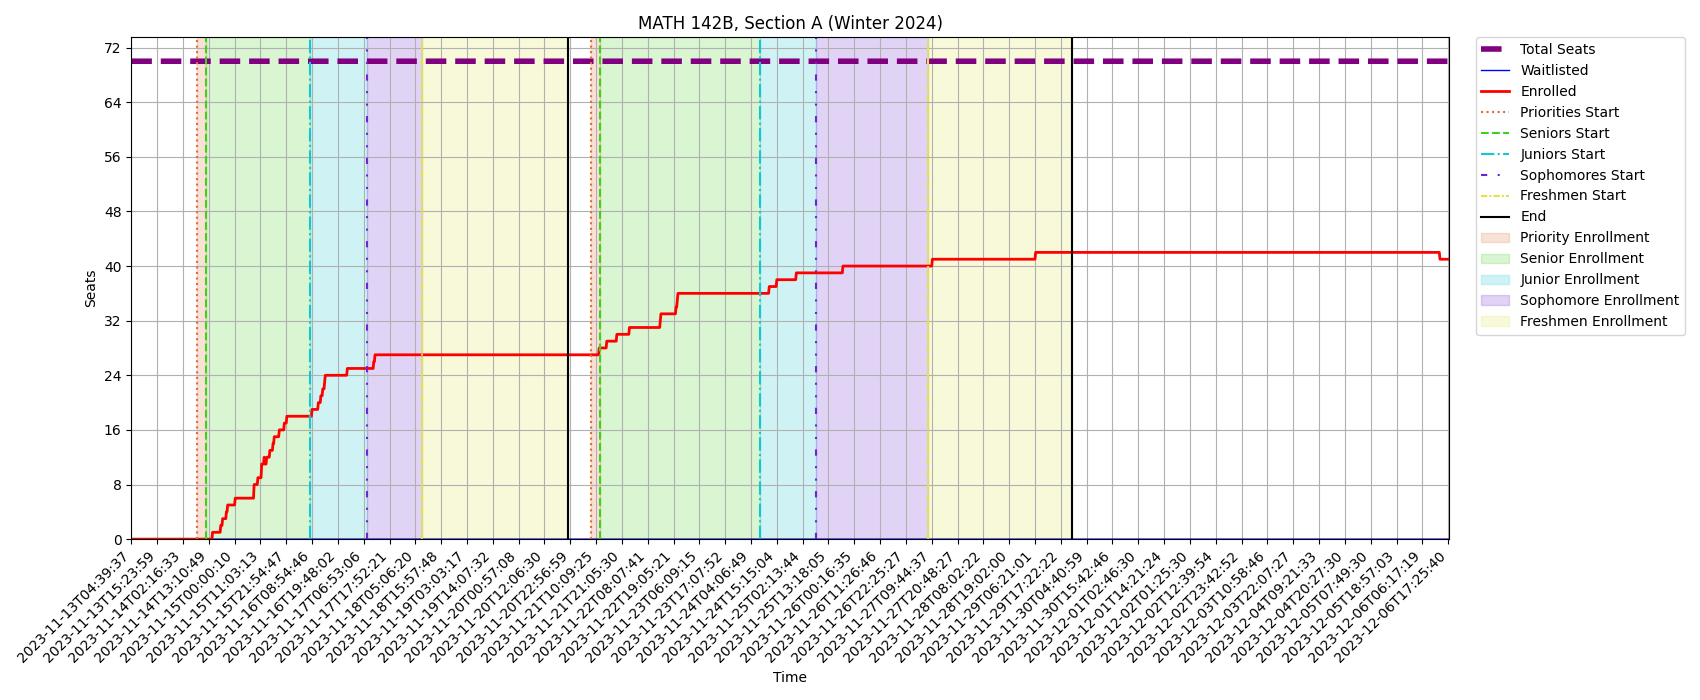 MATH 142B, Section A (Winter 2024)
72
64
56
48
40
32
24
16
8
0
Seats
2023-11-13T04:39:37
2023-11-13T15:23:59
2023-11-14T02:16:33
2023-11-14T13:10:49
2023-11-15T00:00:10
2023-11-15T11:03:13
2023-11-15T21:54:47
2023-11-16T08:54:46
2023-11-16T19:48:02
2023-11-17T06:53:06
2023-11-17T17:52:21
2023-11-18T05:06:20
2023-11-18T15:57:48
2023-11-19T03:03:17
2023-11-19T14:07:32
2023-11-20T00:57:08
2023-11-20T12:06:30
2023-11-20T22:56:59
2023-11-21T10:09:25
2023-11-21T21:05:30
2023-11-22T08:07:41
2023-11-22T19:05:21
2023-11-23T06:09:15
2023-11-23T17:07:52
2023-11-24T04:06:49
2023-11-24T15:15:04
2023-11-25T02:13:44
2023-11-25T13:18:05
2023-11-26T00:16:35
2023-11-26T11:26:46
2023-11-26T22:25:27
2023-11-27T09:44:37
2023-11-27T20:48:27
2023-11-28T08:02:22
2023-11-28T19:02:00
2023-11-29T06:21:01
2023-11-29T17:22:22
2023-11-30T04:40:59
2023-11-30T15:42:46
2023-12-01T02:46:30
2023-12-01T14:21:24
2023-12-02T01:25:30
2023-12-02T12:39:54
2023-12-02T23:42:52
2023-12-03T10:58:46
2023-12-03T22:07:27
2023-12-04T09:21:33
2023-12-04T20:27:30
2023-12-05T07:49:30
2023-12-05T18:57:03
2023-12-06T06:17:19
2023-12-06T17:25:40
Time
Total Seats
Waitlisted
Enrolled
Priorities Start
Seniors Start
Juniors Start
Sophomores Start
Freshmen Start
End
Priority Enrollment
Senior Enrollment
Junior Enrollment
Sophomore Enrollment
Freshmen Enrollment